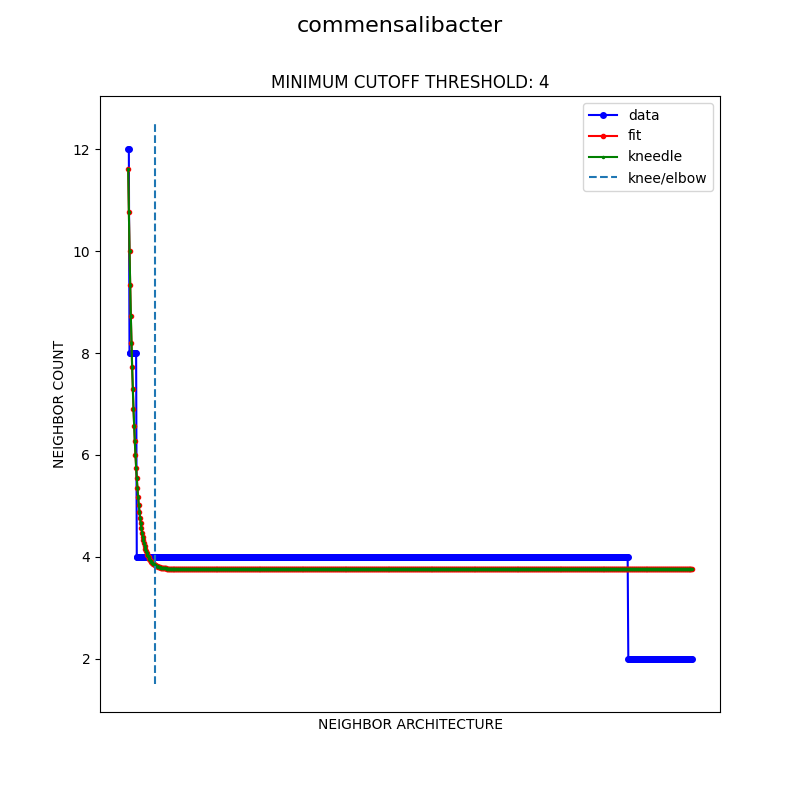 commensalibacter
MINIMUM CUTOFF THRESHOLD: 4
data
fit
kneedle
knee/elbow
12
10
8
6
4
2
NEIGHBOR COUNT
NEIGHBOR ARCHITECTURE